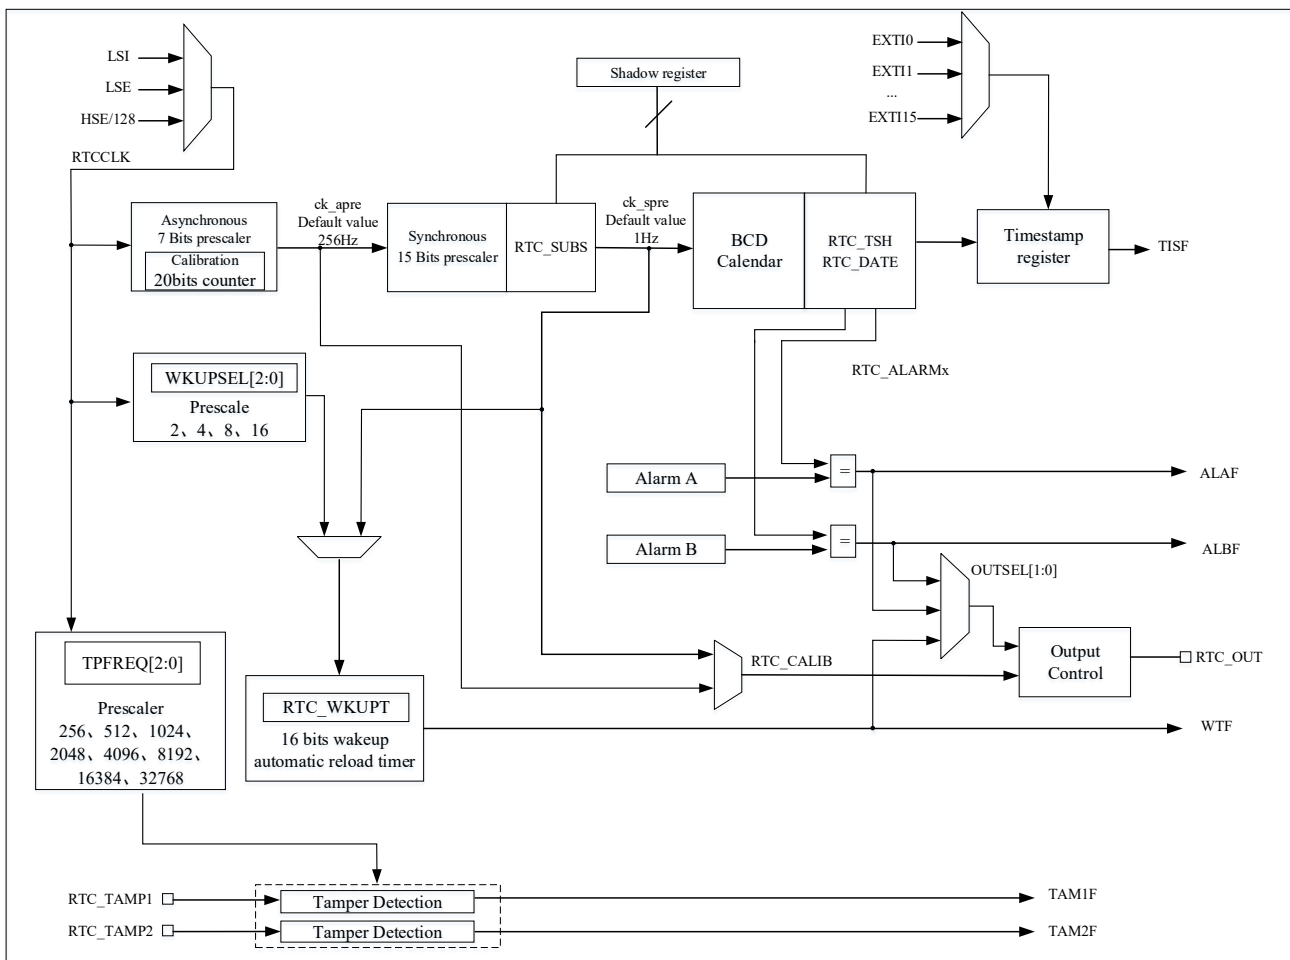 LSI
LSE
HSE/128
RTCCLK
Shadow register
EXTI0
EXTI1
...
EXTI15
Asynchronous
7 Bits prescaler
Calibration
20bits counter
ck_apre
Default value
256Hz
Synchronous
15 Bits prescaler
RTC_SUBS
ck_spre
Default value
1Hz
BCD
Calendar
RTC_TSH
RTC_DATE
Timestamp
register
TISF
WKUPSEL[2:0]
Prescale
2、4、8、16
RTC_ALARMx
Alarm A
=
ALAF
Alarm B
=
ALBF
OUTSEL[1:0]
TPFREQ[2:0]
Prescaler
256、512、1024、
2048、4096、8192、
16384、32768
RTC_WKUPT
16 bits wakeup
automatic reload timer
RTC_CALIB
Output
Control
RTC_OUT
WTF
RTC_TAMP1
Tamper Detection
TAM1F
RTC_TAMP2
Tamper Detection
TAM2F